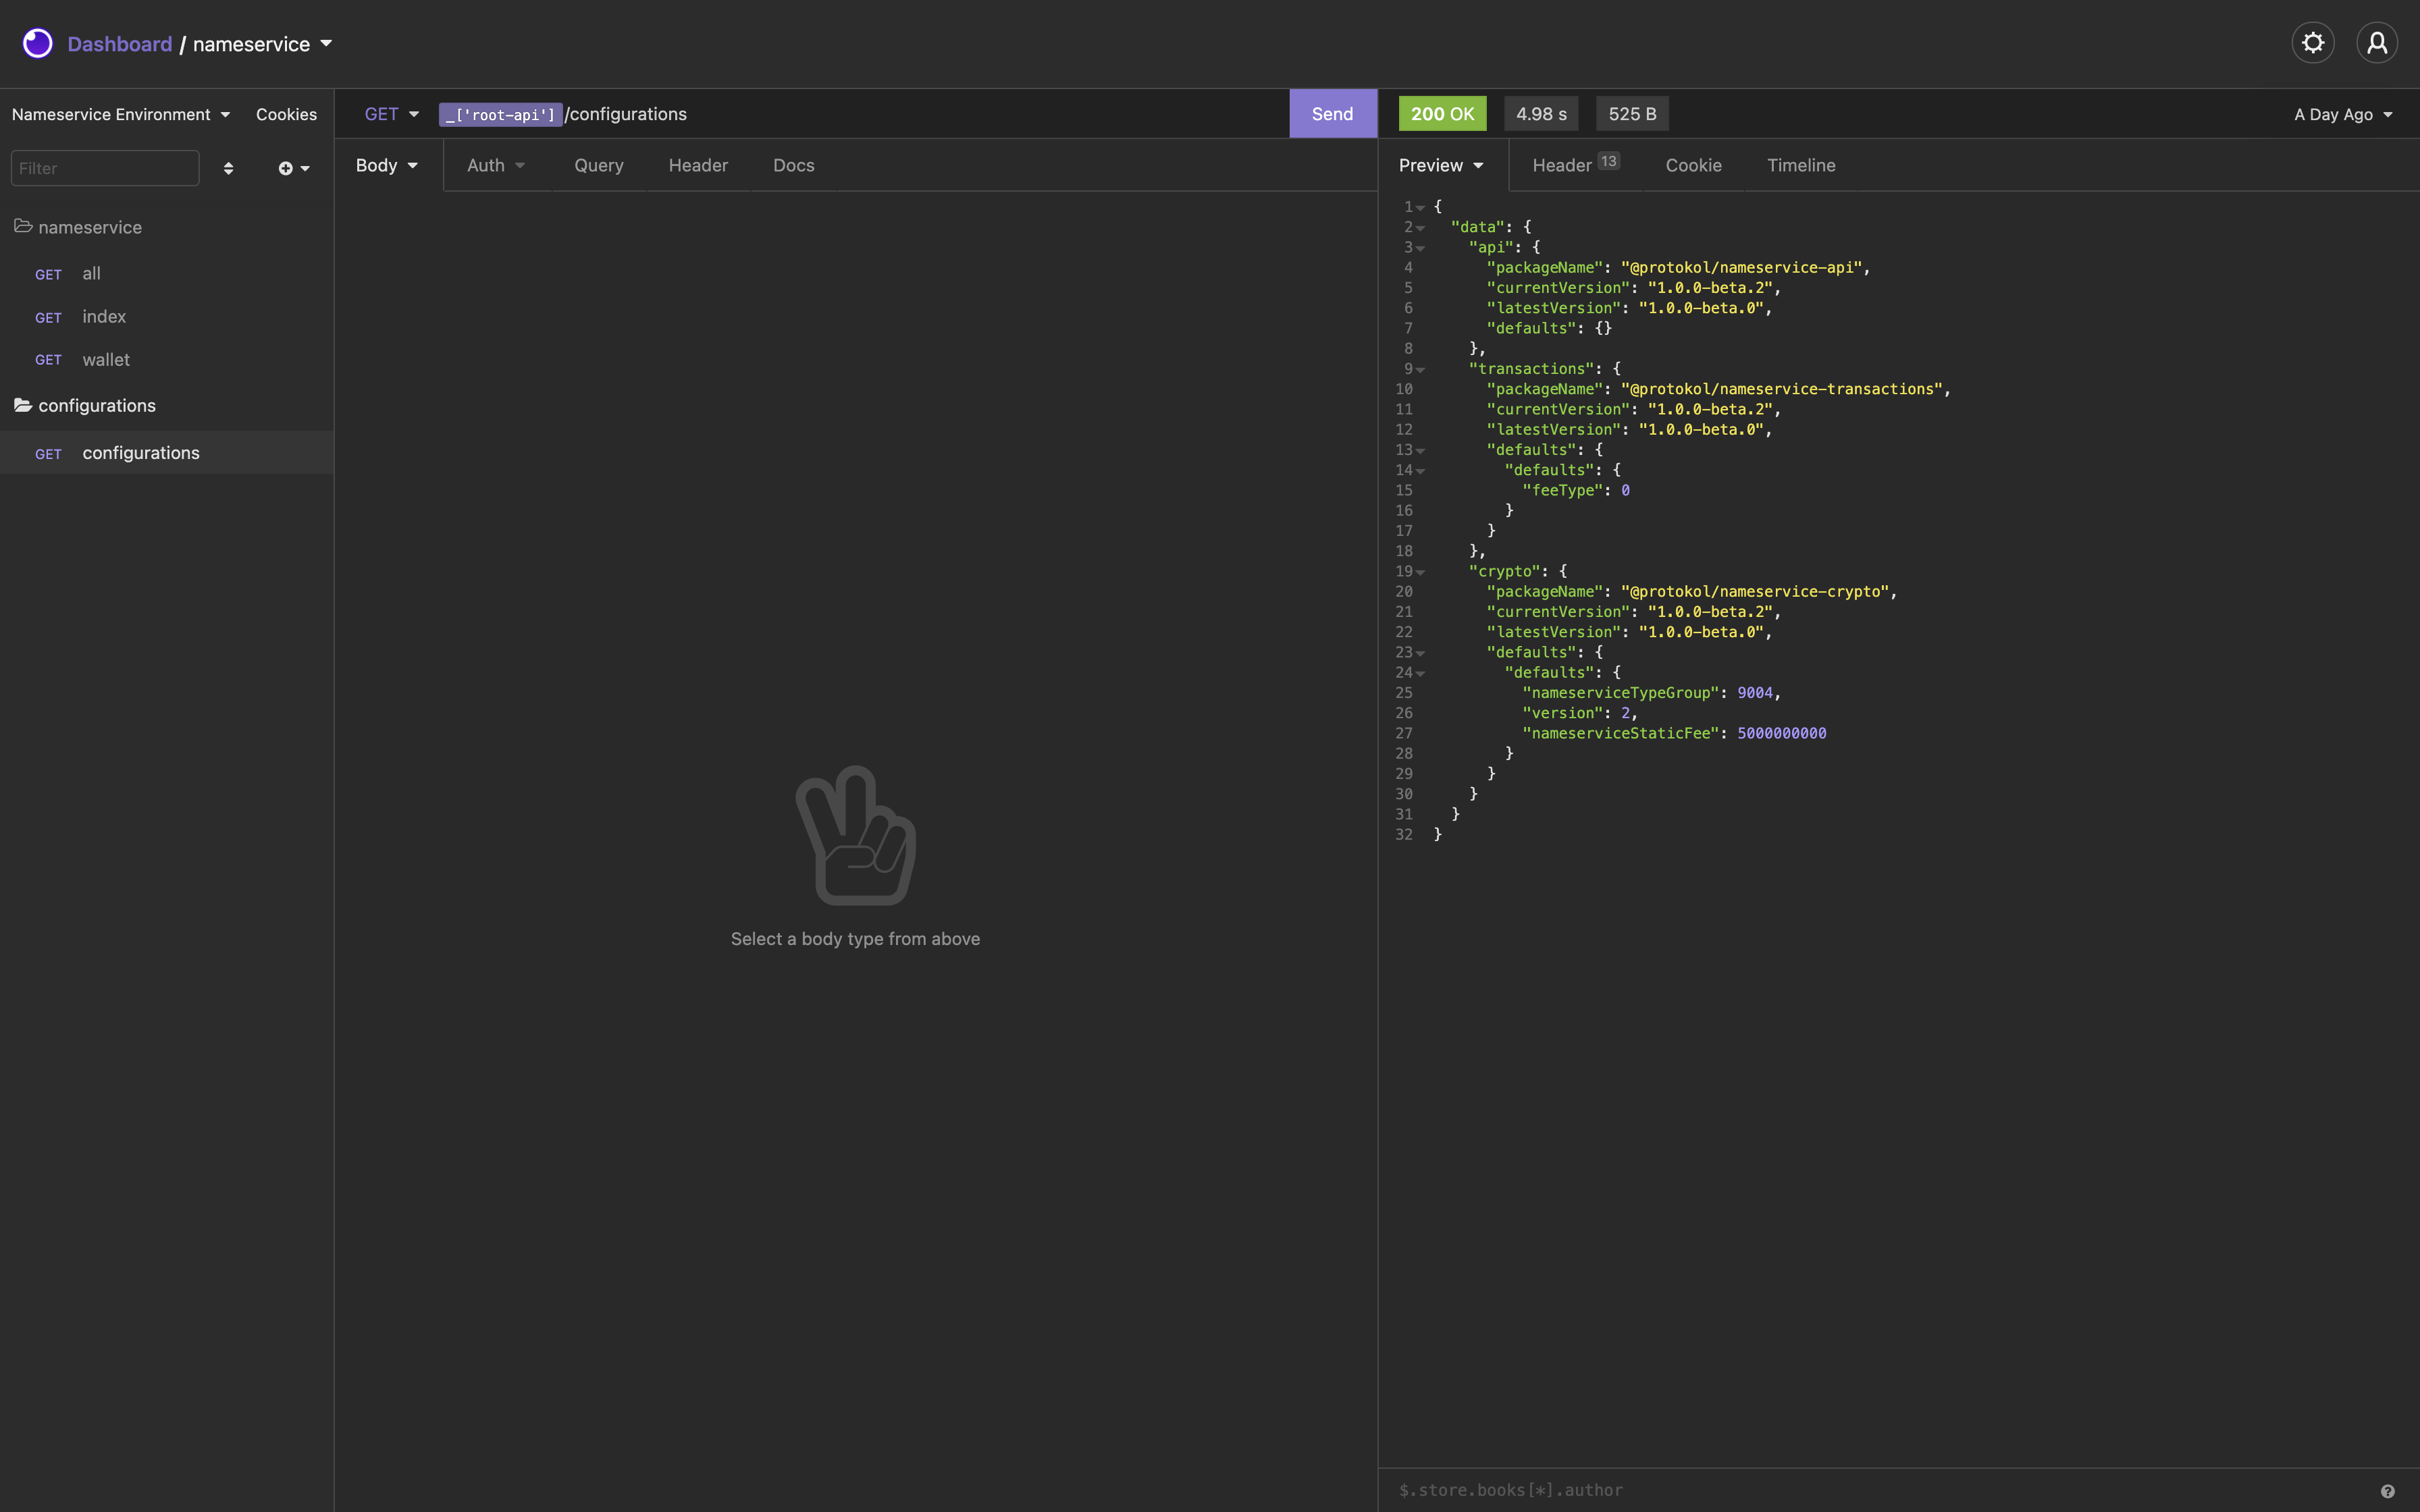 Dashboard / nameservice
Nameservice Environment Cookies
Filter
nameservice
GET all
GET index
GET wallet
configurations
GET configurations
GET _['root-api']/configurations Send
Body Auth Query Header Docs
Select a body type from above
200 OK 4.98 s 525 B A Day Ago
Preview Header 13 Cookie Timeline
1 {
2 "data": {
3 "api": {
4 "packageName": "@protokol/nameservice-api",
5 "currentVersion": "1.0.0-beta.2",
6 "latestVersion": "1.0.0-beta.0",
7 "defaults": {}
8 },
9 "transactions": {
10 "packageName": "@protokol/nameservice-transactions",
11 "currentVersion": "1.0.0-beta.2",
12 "latestVersion": "1.0.0-beta.0",
13 "defaults": {
14 "defaults": {
15 "feeType": 0
16 }
17 }
18 },
19 "crypto": {
20 "packageName": "@protokol/nameservice-crypto",
21 "currentVersion": "1.0.0-beta.2",
22 "latestVersion": "1.0.0-beta.0",
23 "defaults": {
24 "defaults": {
25 "nameserviceTypeGroup": 9004,
26 "version": 2,
27 "nameserviceStaticFee": 5000000000
28 }
29 }
30 }
31 }
32 }
$.store.books[*].author